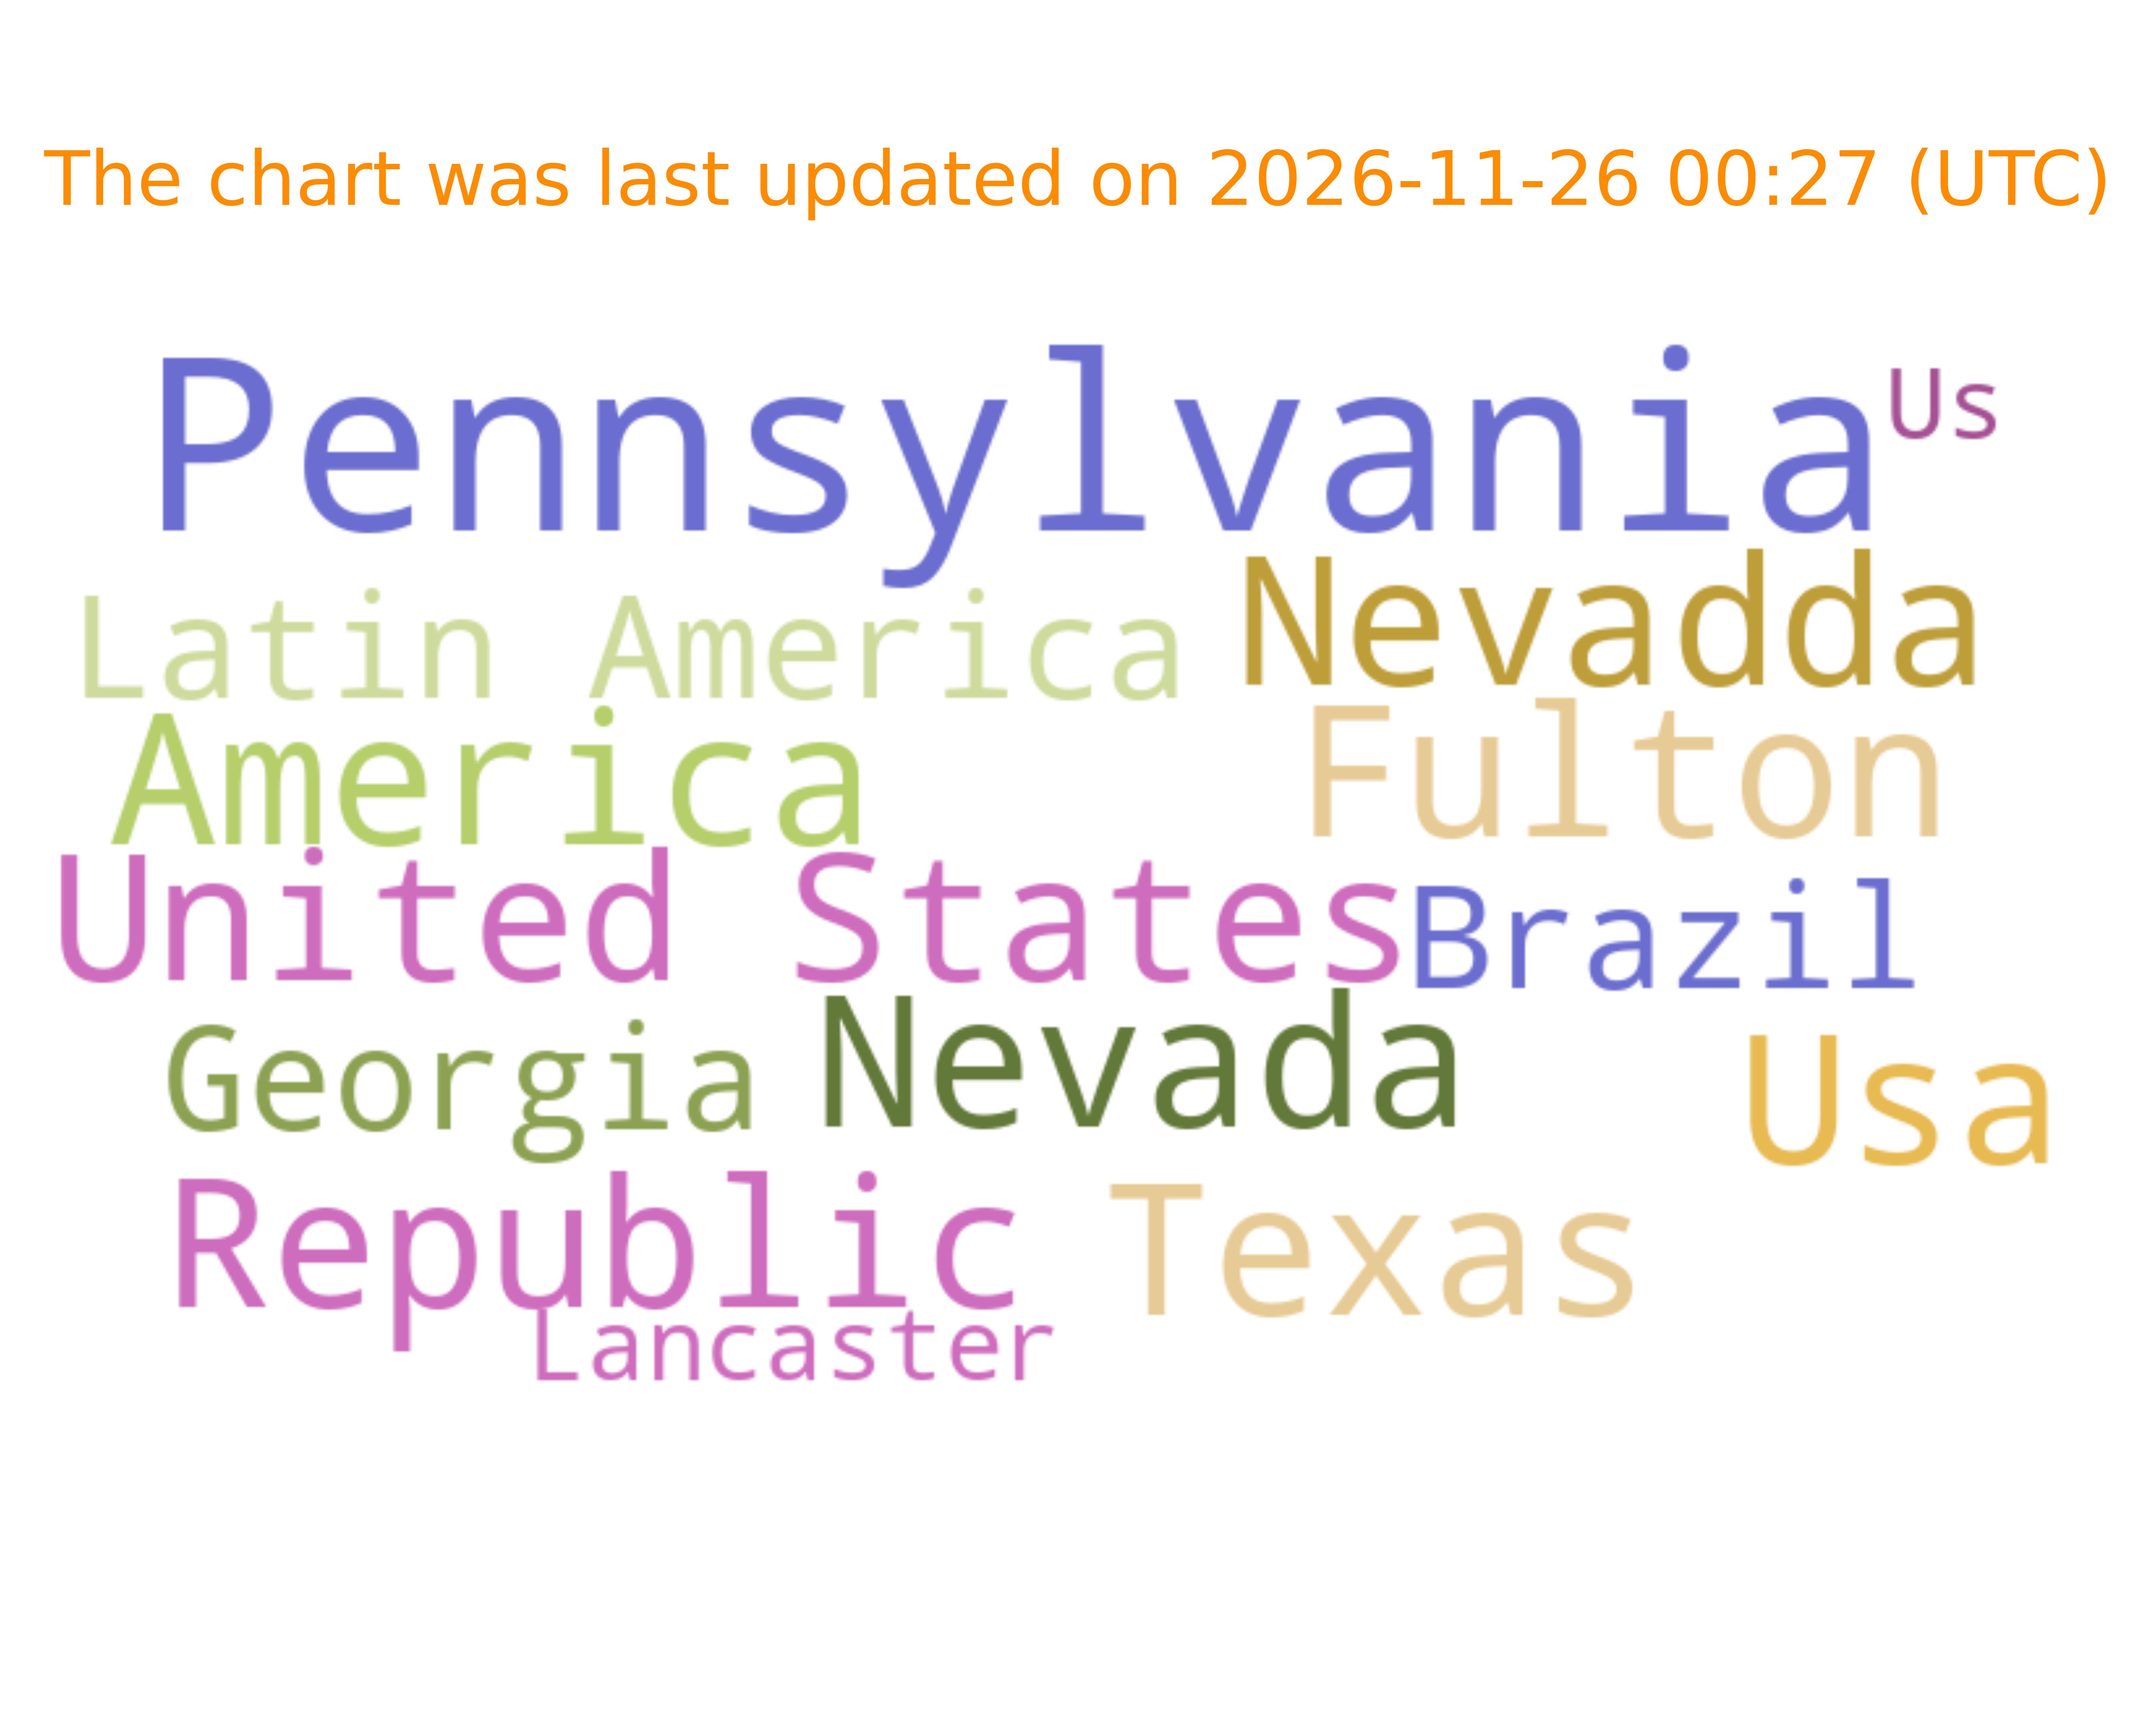 The chart was last updated on 2026-11-26 00:27 (UTC)
Pennsylvania Us
Latin America Nevadda
America Fulton
United States Brazil
Georgia Nevada Usa
Republic Texas
Lancaster